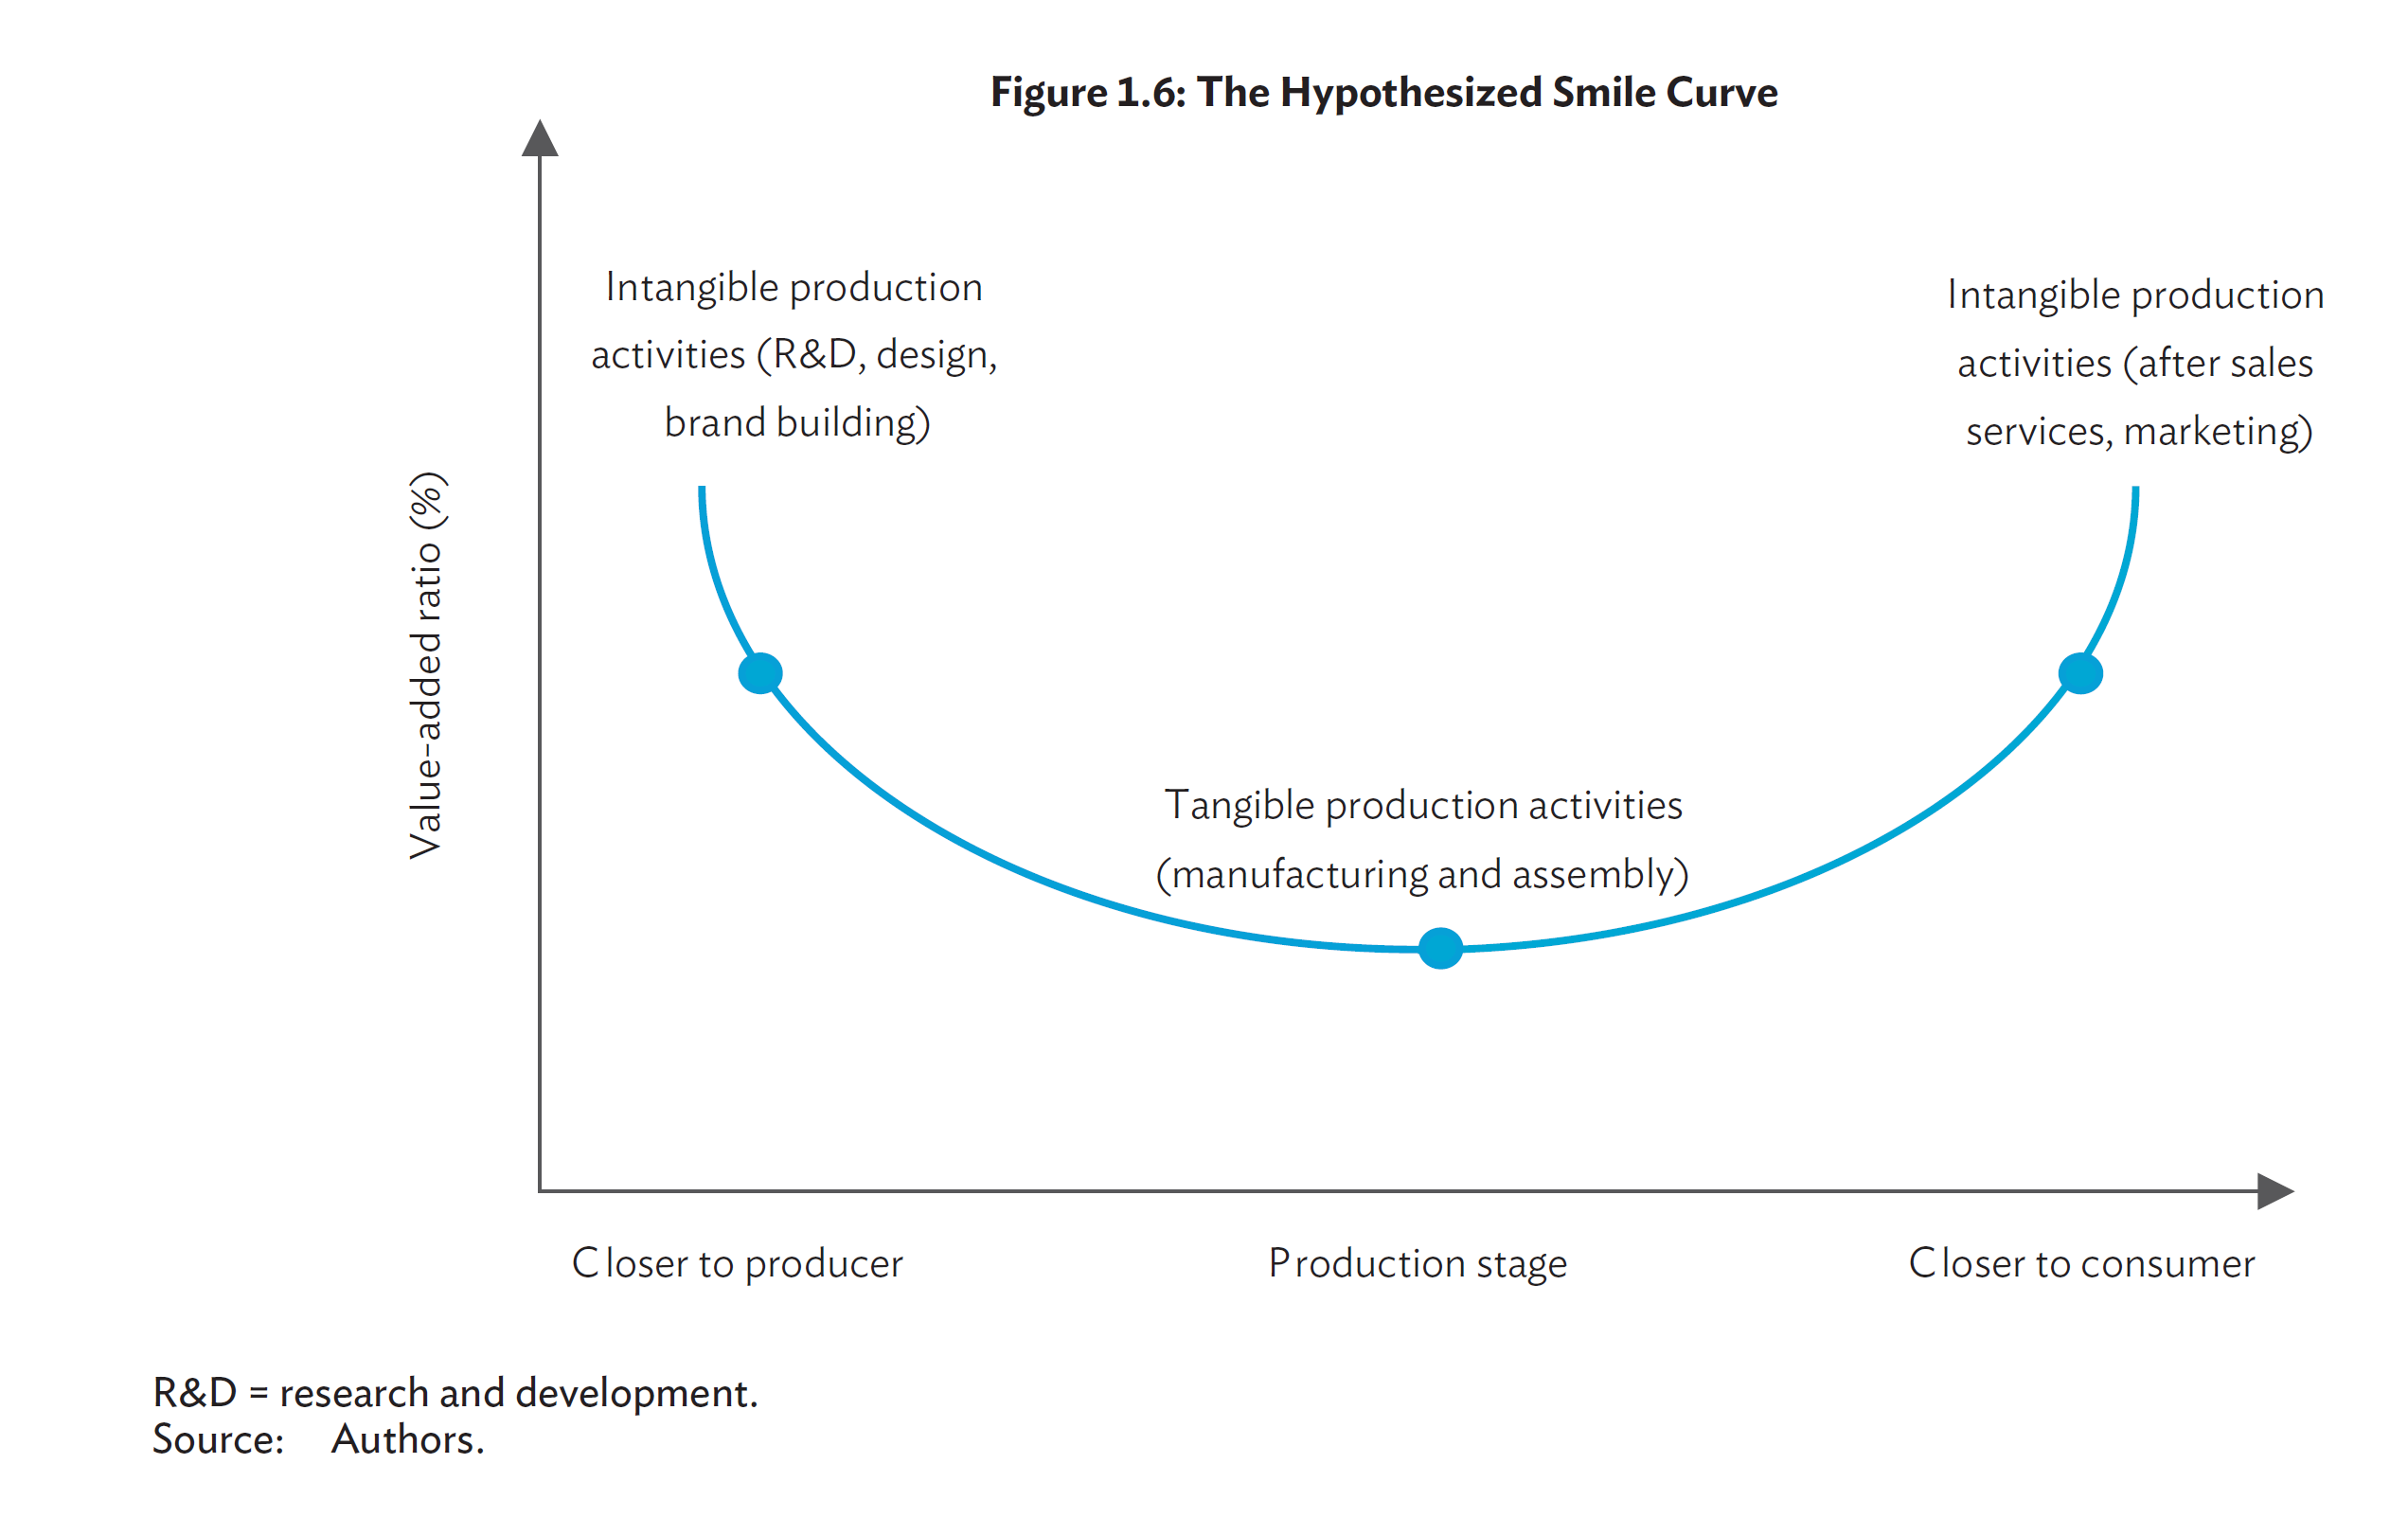 Figure 1.6: The Hypothesized Smile Curve
Intangible production
activities (R&D, design,
brand building)
Intangible production
activities (after sales
services, marketing)
Value-added ratio (%)
Tangible production activities
(manufacturing and assembly)
Closer to producer
Production stage
Closer to consumer
R&D = research and development.
Source: Authors.